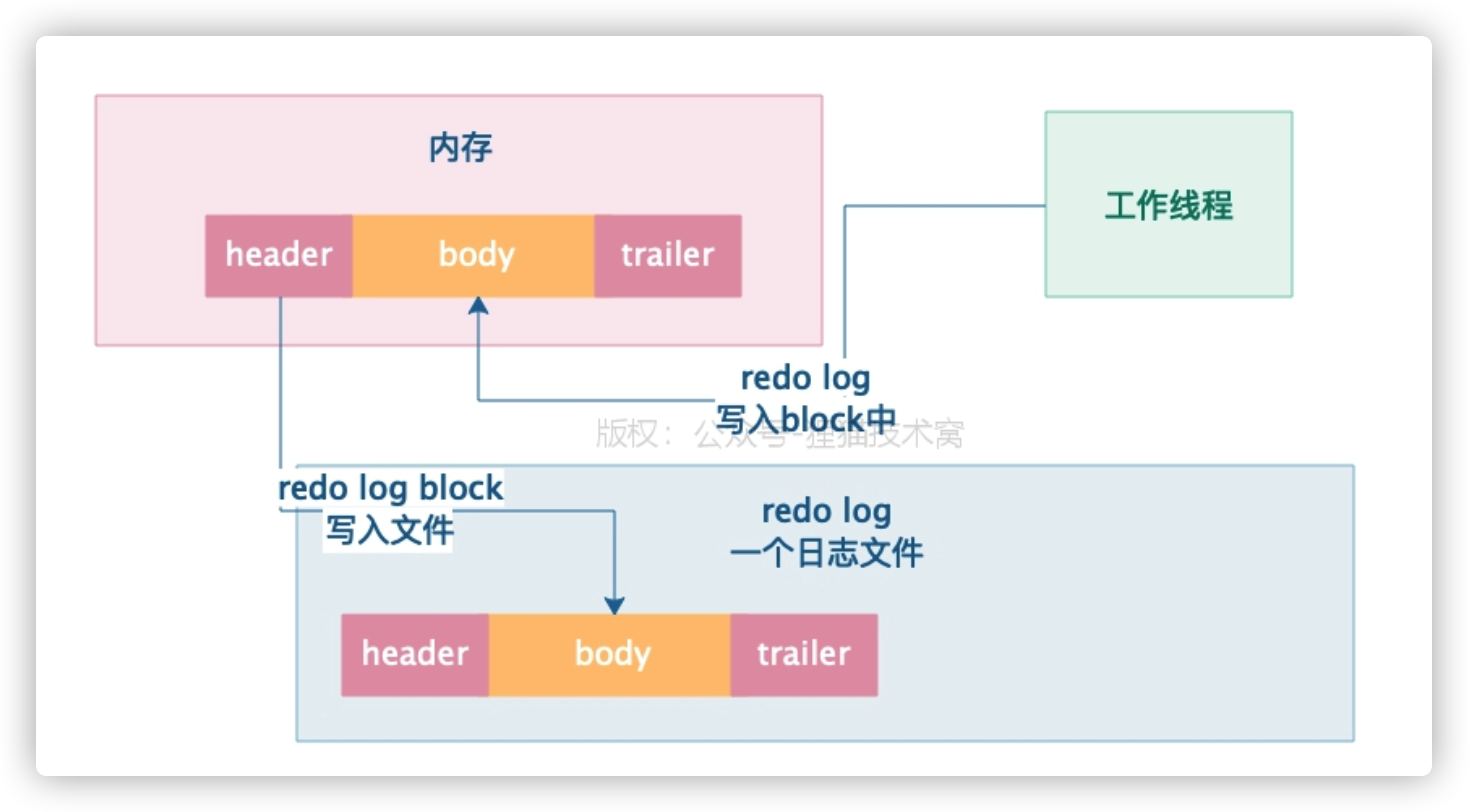 内存
工作线程
header
body
trailer
redo log
写入block中
版权：公众号-狸猫技术窝
redo log block
写入文件
redo log
一个日志文件
header
body
trailer